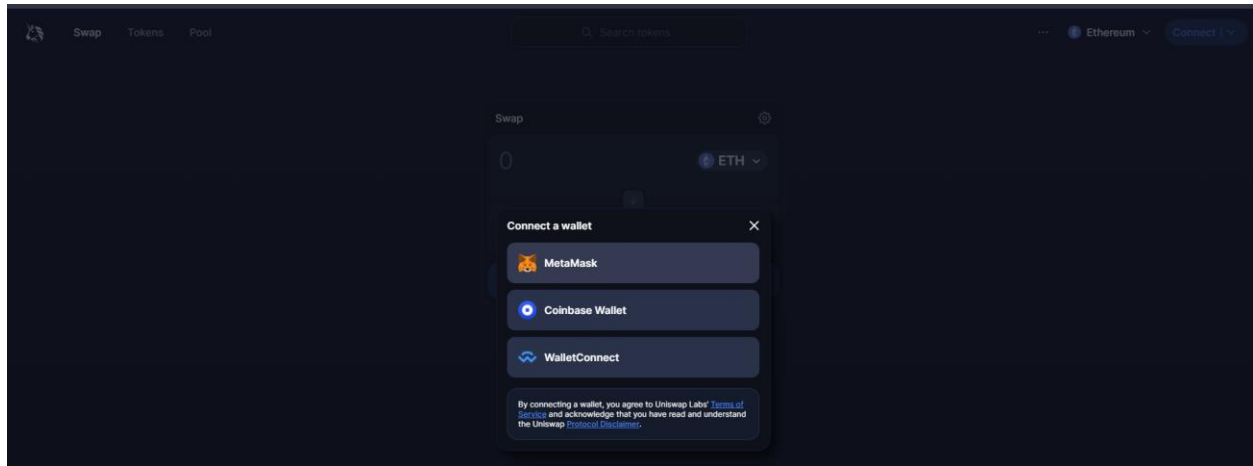 Swap Tokens Pool
Search tokens
Ethereum
Connect
Swap
0
ETH
Connect a wallet
MetaMask
Coinbase Wallet
WalletConnect
By connecting a wallet, you agree to Uniswap Labs' Terms of
Service and acknowledge that you have read and understand
the Uniswap Protocol Disclaimer.